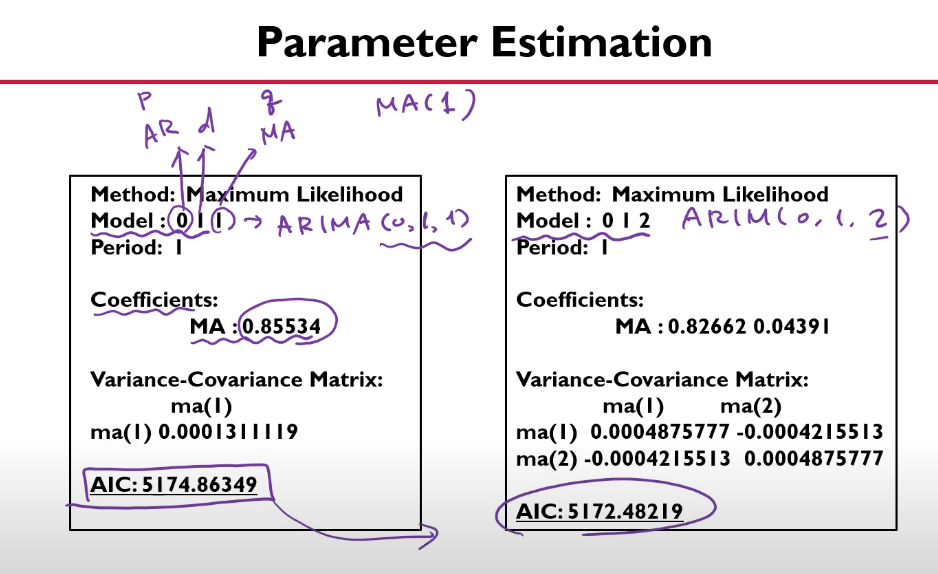 Parameter Estimation
P
AR d q
MA
MA(1)
Method: Maximum Likelihood
Model : 0 1 1 → ARIMA (0, 1, 1)
Period: 1
Coefficients:
MA : 0.85534
Variance-Covariance Matrix:
ma(1)
ma(1) 0.0001311119
AIC: 5174.86349
Method: Maximum Likelihood
Model : 0 1 2 ARIM(0, 1, 2)
Period: 1
Coefficients:
MA : 0.82662 0.04391
Variance-Covariance Matrix:
ma(1) ma(2)
ma(1) 0.0004875777 -0.0004215513
ma(2) -0.0004215513 0.0004875777
AIC: 5172.48219